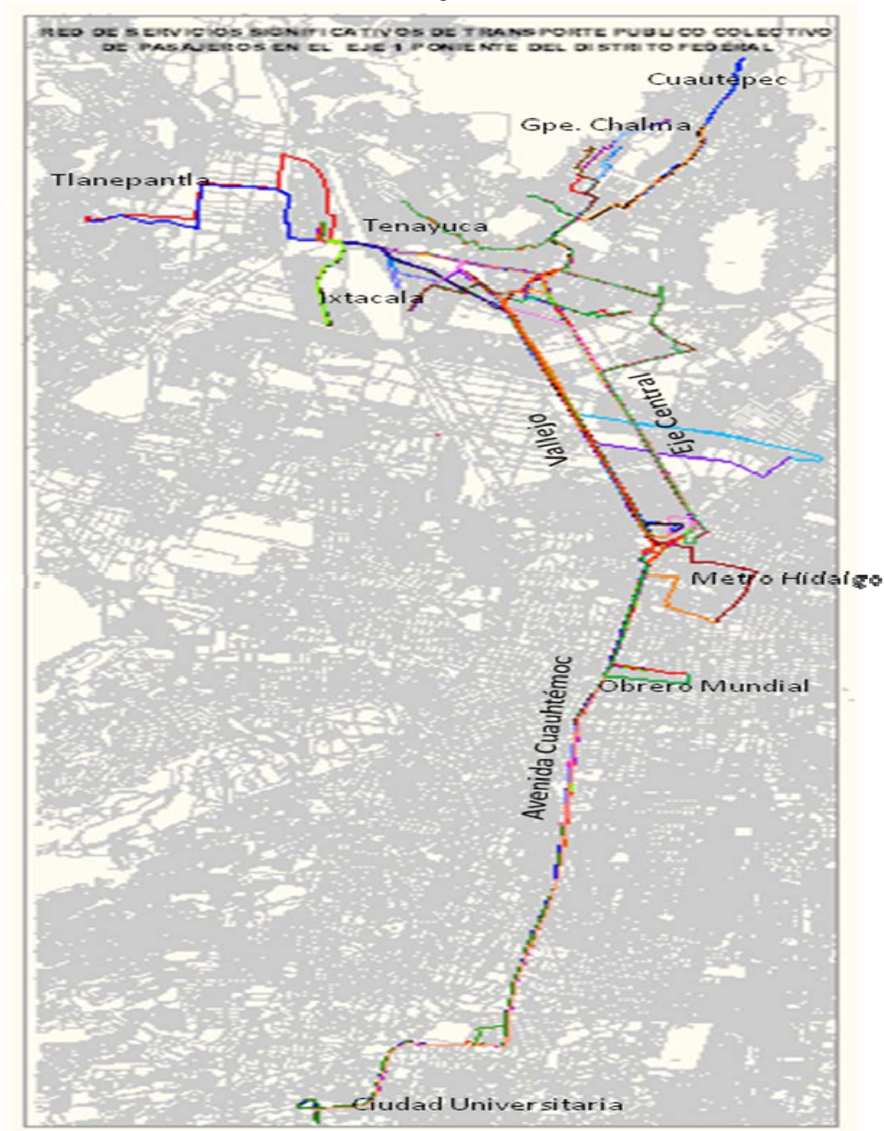 RED DE SERVICIOS SIGNIFICATIVOS DE TRANSPORTE PUBLICO COLECTIVO
DE PASAJEROS EN EL EJE 1 PONIENTE DEL DISTRITO FEDERAL
Cuautepec
Gpe. Chalma
Tlanepantla
Tenayuca
Ixtacala
Vallejo
Eje Central
Metro Hidalgo
Obrero Mundial
Avenida Cuauhtémoc
Ciudad Universitaria